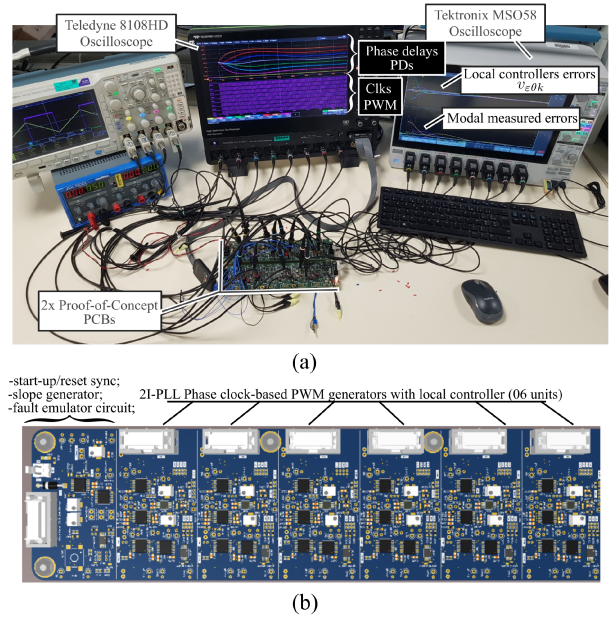 Teledyne 8108HD
Oscilloscope
Tektronix MSO58
Oscilloscope
Phase delays
PDs
Clks
PWM
Local controllers errors
vε0k
Modal measured errors
2x Proof-of-Concept
PCBs
(a)
-start-up/reset sync;
-slope generator;
-fault emulator circuit;
2I-PLL Phase clock-based PWM generators with local controller (06 units)
(b)